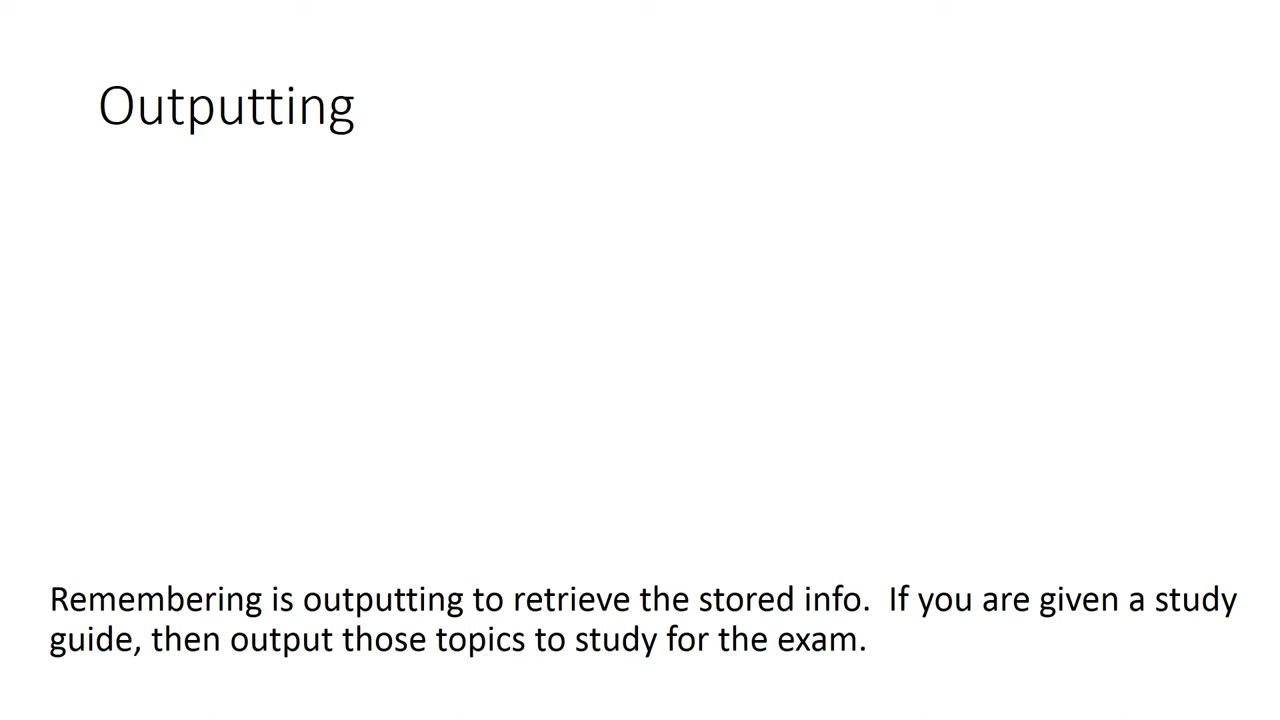 Outputting
Remembering is outputting to retrieve the stored info.  If you are given a study
guide, then output those topics to study for the exam.